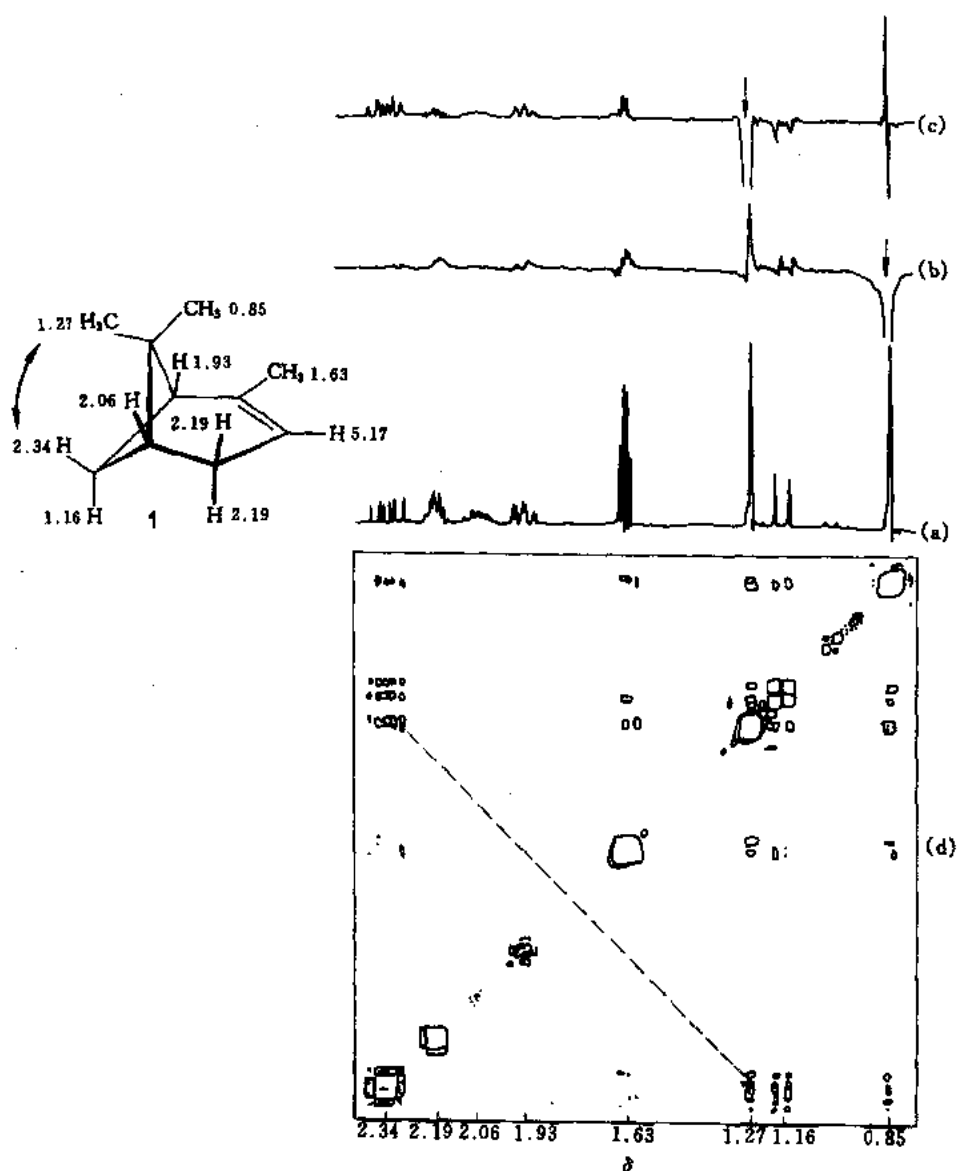 (c)
(b)
CH₃ 0.85
1.27 H₃C
H 1.93
CH₃ 1.63
2.06 H
2.19 H
H 5.17
2.34 H
1.16 H
1
H 2.19
(a)
(d)
2.34 2.19 2.06 1.93 1.63 1.27 1.16 0.85
δ